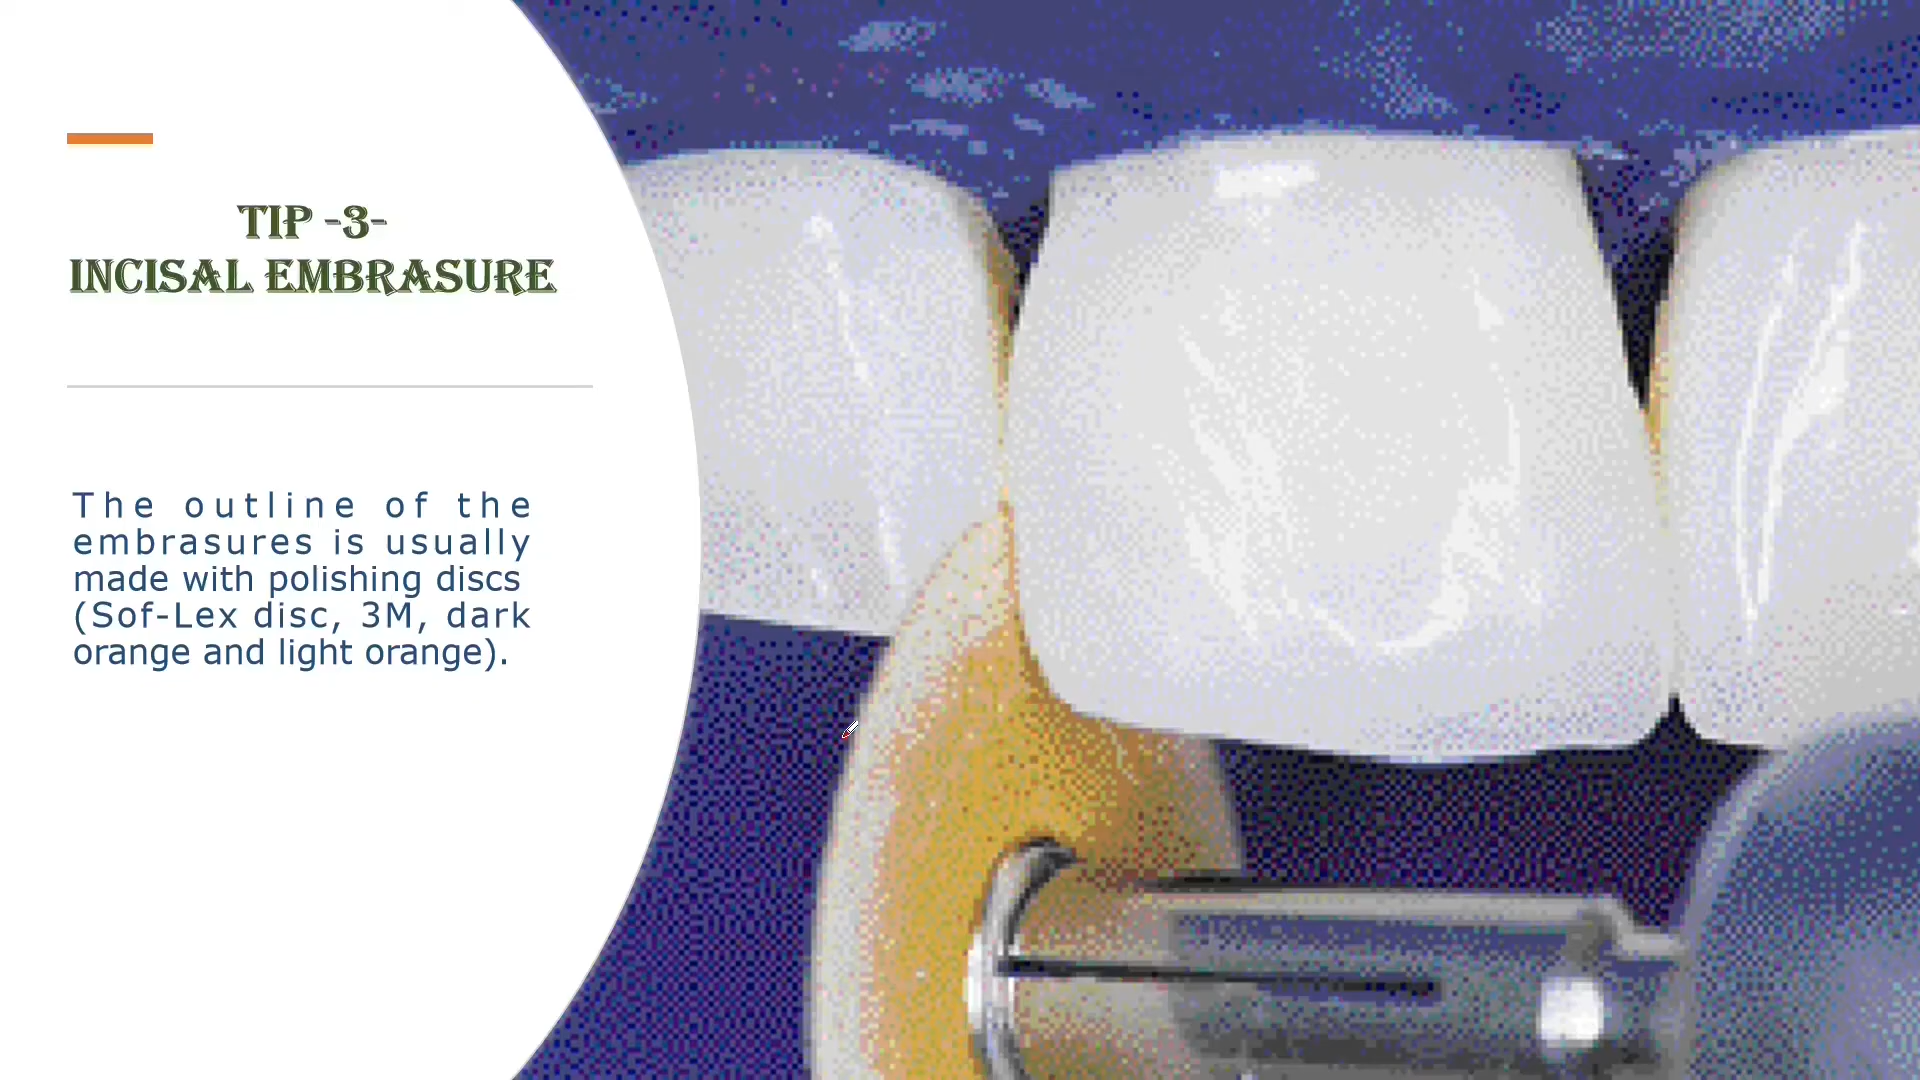 TIP -3-
INCISAL EMBRASURE
The outline of the
embrasures is usually
made with polishing discs
(Sof-Lex disc, 3M, dark
orange and light orange).